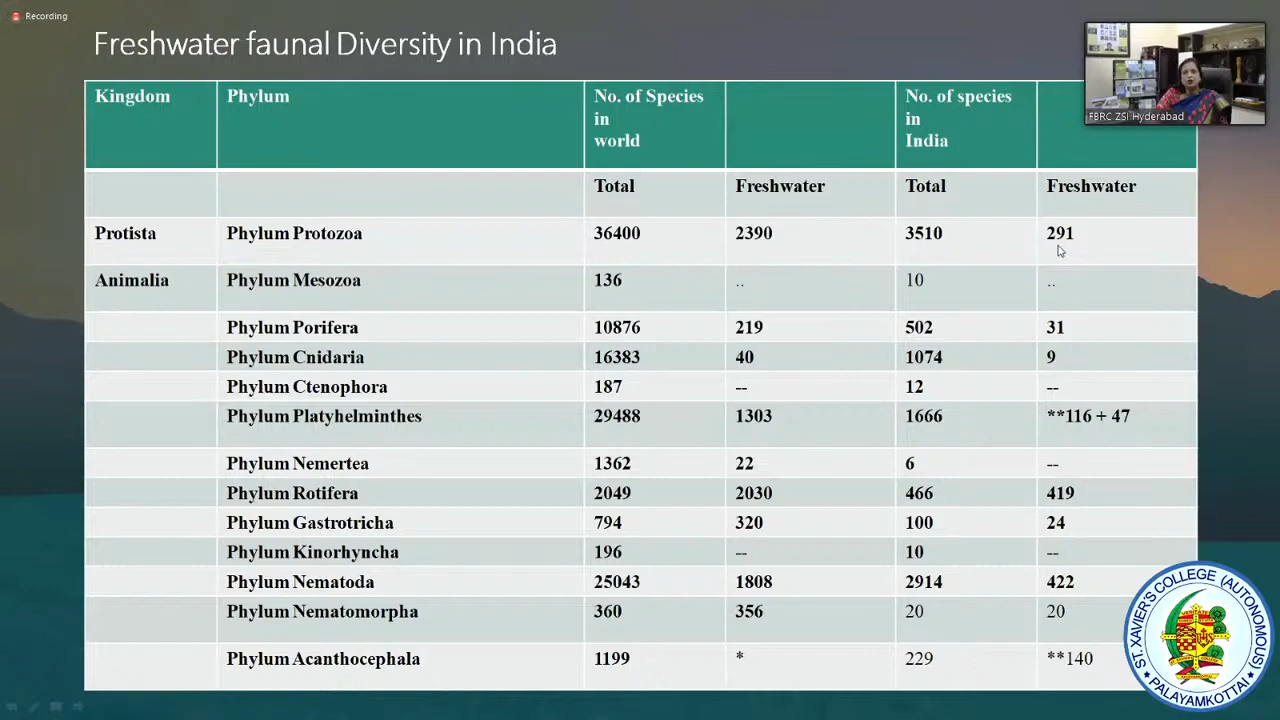 Recording
Freshwater faunal Diversity in India
FBRC ZSI Hyderabad
Kingdom Phylum No. of Species in world No. of species in India
Total Freshwater Total Freshwater
Protista Phylum Protozoa 36400 2390 3510 291
Animalia Phylum Mesozoa 136 .. 10 ..
Phylum Porifera 10876 219 502 31
Phylum Cnidaria 16383 40 1074 9
Phylum Ctenophora 187 -- 12 --
Phylum Platyhelminthes 29488 1303 1666 **116 + 47
Phylum Nemertea 1362 22 6 --
Phylum Rotifera 2049 2030 466 419
Phylum Gastrotricha 794 320 100 24
Phylum Kinorhyncha 196 -- 10 --
Phylum Nematoda 25043 1808 2914 422
Phylum Nematomorpha 360 356 20 20
Phylum Acanthocephala 1199 * 229 **140
ST. XAVIER'S COLLEGE (AUTONOMOUS)
PALAYAMKOTTAI